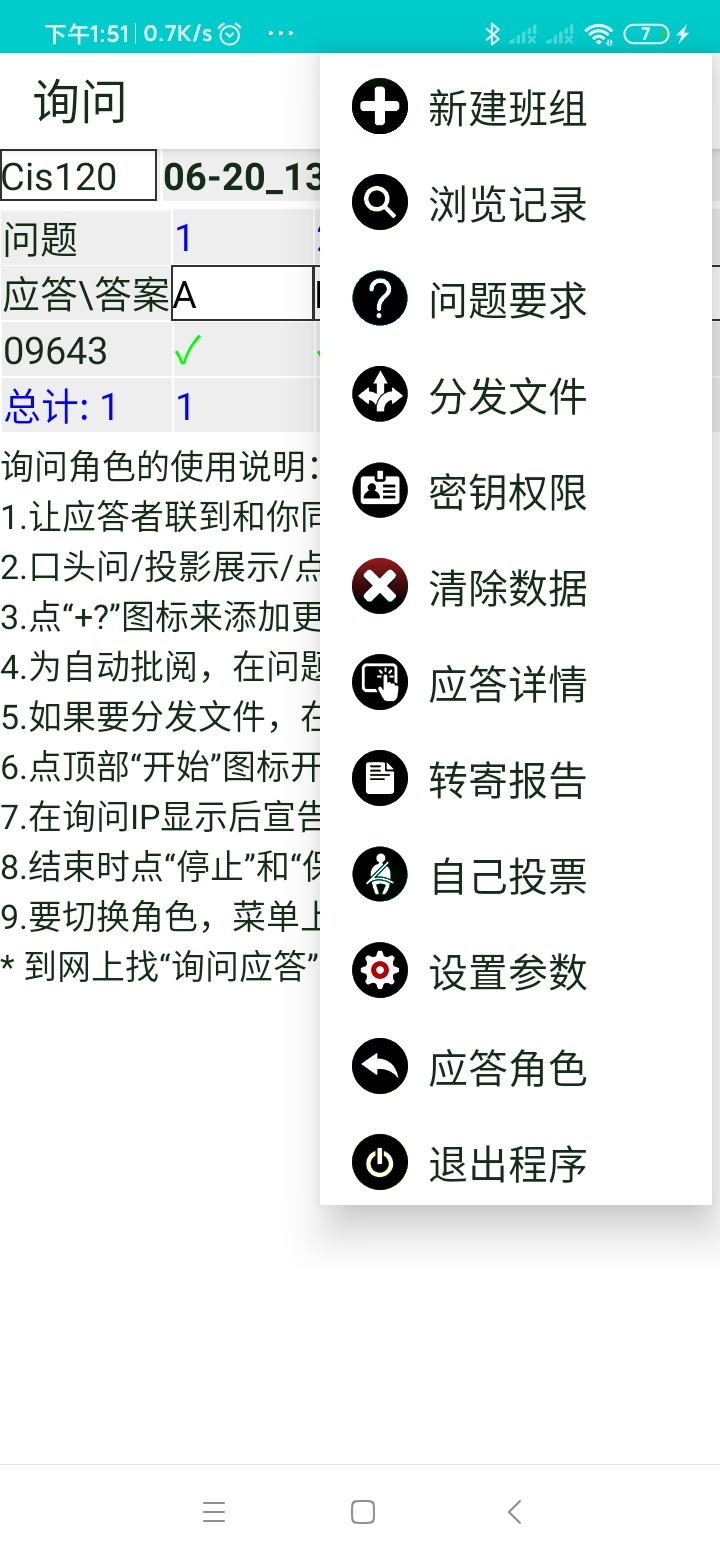 下午1:51 0.7K/s ... 7
询问
Cis120 06-20_13
问题 1
应答\答案 A
09643 ✓
总计: 1 1
询问角色的使用说明:
1.让应答者联到和你
2.口头问/投影展示/点
3.点“+?”图标来添加更
4.为自动批阅，在问题
5.如果要分发文件，在
6.点顶部“开始”图标开
7.在询问IP显示后宣告
8.结束时点“停止”和“
9.要切换角色，菜单上
* 到网上找“询问应答”
新建班组
浏览记录
问题要求
分发文件
密钥权限
清除数据
应答详情
转寄报告
自己投票
设置参数
应答角色
退出程序